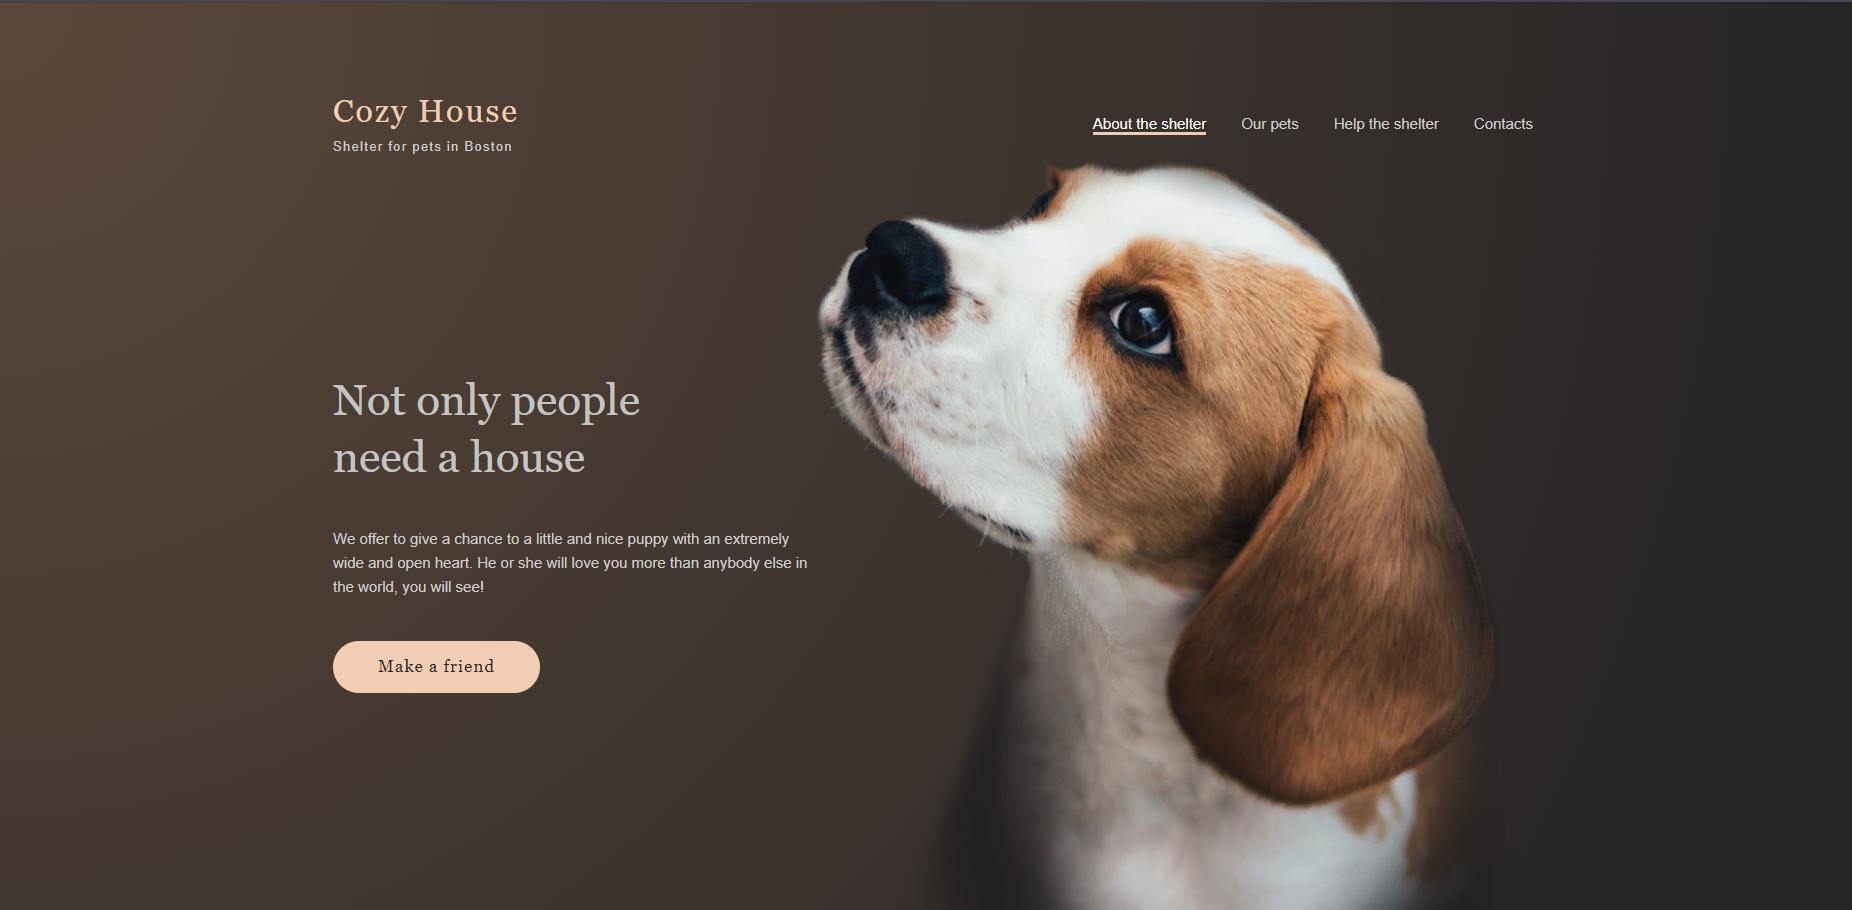 Cozy House
Shelter for pets in Boston
About the shelter
Our pets
Help the shelter
Contacts
Not only people
need a house
We offer to give a chance to a little and nice puppy with an extremely
wide and open heart. He or she will love you more than anybody else in
the world, you will see!
Make a friend